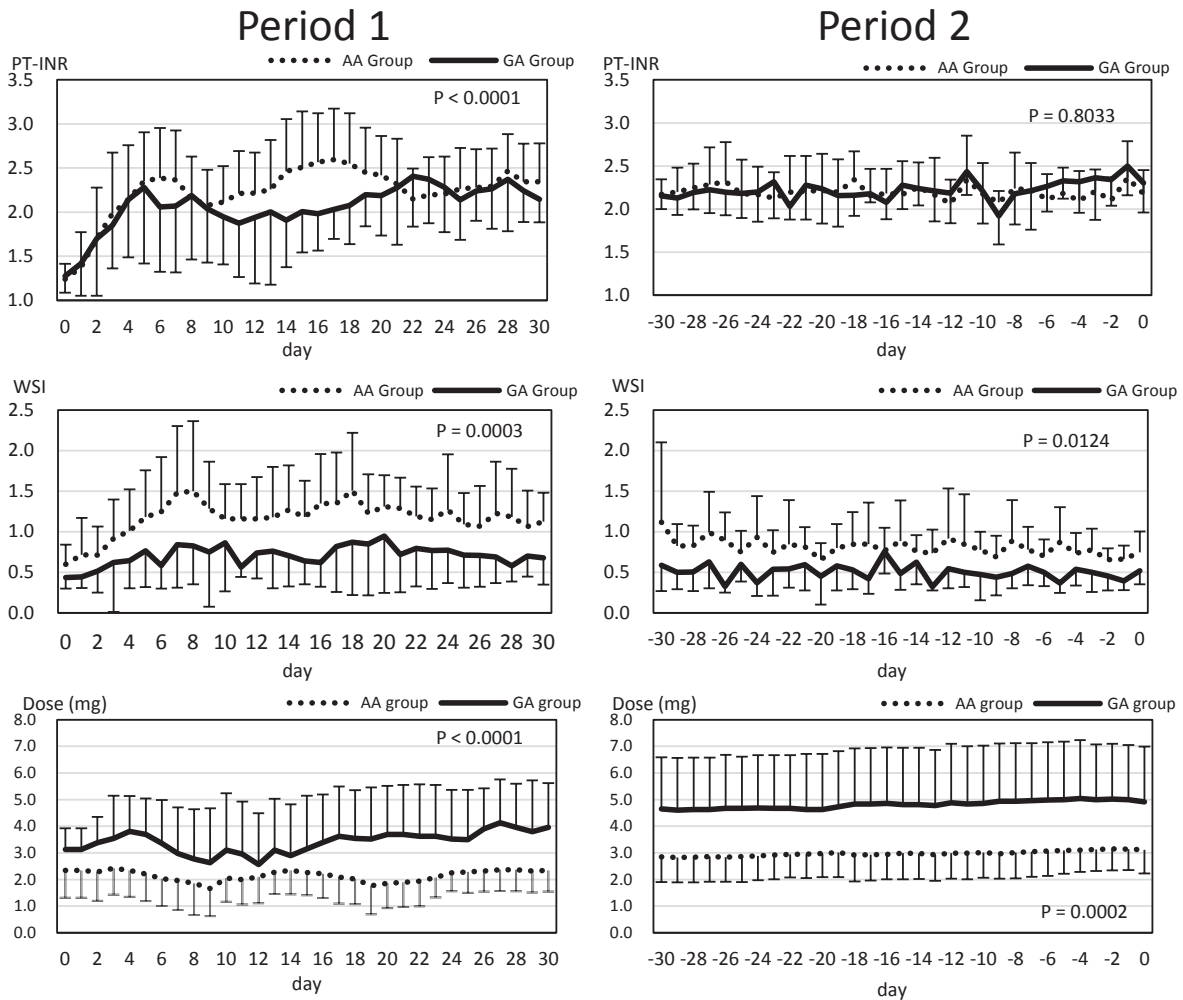 Period 1
PT-INR
AA Group GA Group
P < 0.0001
3.5
3.0
2.5
2.0
1.5
1.0
0 2 4 6 8 10 12 14 16 18 20 22 24 26 28 30
day
WSI
AA Group GA Group
P = 0.0003
2.5
2.0
1.5
1.0
0.5
0.0
0 2 4 6 8 10 12 14 16 18 20 22 24 26 28 30
day
Dose (mg)
AA group GA group
P < 0.0001
8.0
7.0
6.0
5.0
4.0
3.0
2.0
1.0
0.0
0 2 4 6 8 10 12 14 16 18 20 22 24 26 28 30
day
Period 2
PT-INR
AA Group GA Group
P = 0.8033
3.5
3.0
2.5
2.0
1.5
1.0
-30 -28 -26 -24 -22 -20 -18 -16 -14 -12 -10 -8 -6 -4 -2 0
day
WSI
AA Group GA Group
P = 0.0124
2.5
2.0
1.5
1.0
0.5
0.0
-30 -28 -26 -24 -22 -20 -18 -16 -14 -12 -10 -8 -6 -4 -2 0
day
Dose (mg)
AA group GA group
8.0
7.0
6.0
5.0
4.0
3.0
2.0
1.0
0.0
P = 0.0002
-30 -28 -26 -24 -22 -20 -18 -16 -14 -12 -10 -8 -6 -4 -2 0
day